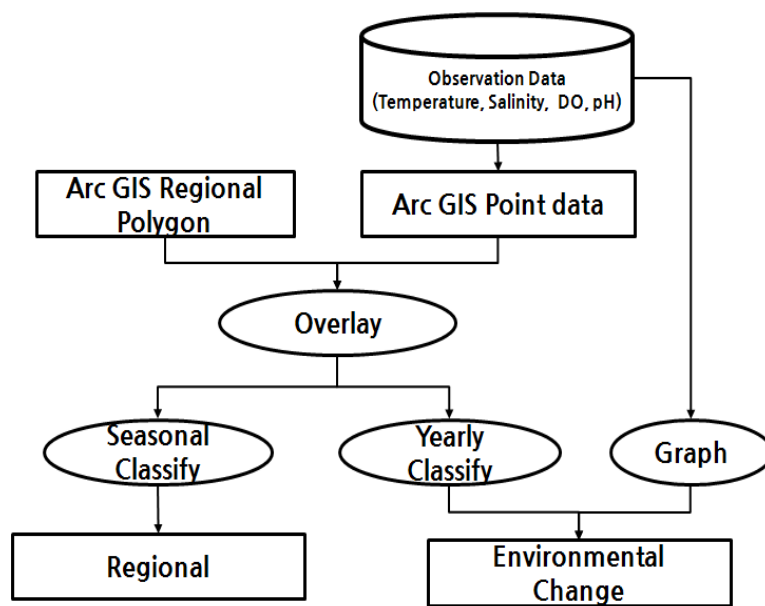 Observation Data
(Temperature, Salinity, DO, pH)
Arc GIS Regional
Polygon
Arc GIS Point data
Overlay
Seasonal
Classify
Yearly
Classify
Graph
Regional
Environmental
Change